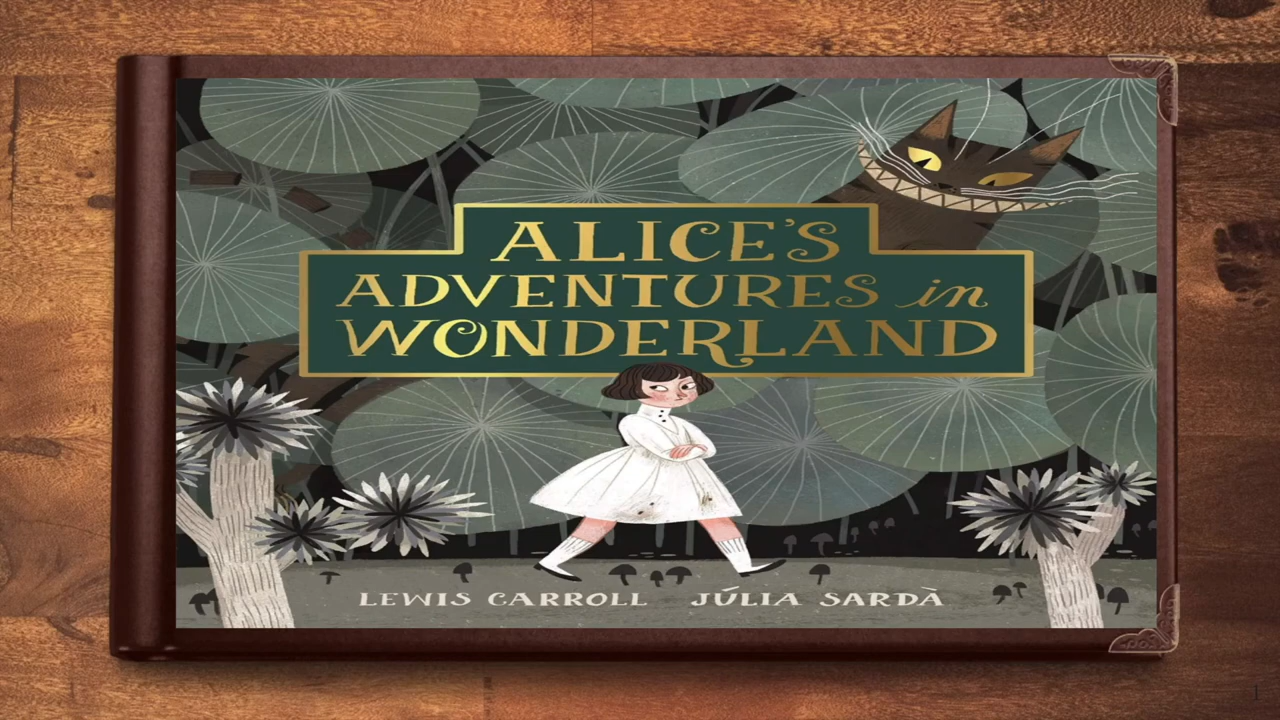 ALICE'S
ADVENTURES in
WONDERLAND
LEWIS CARROLL JÚLIA SARDÀ
1